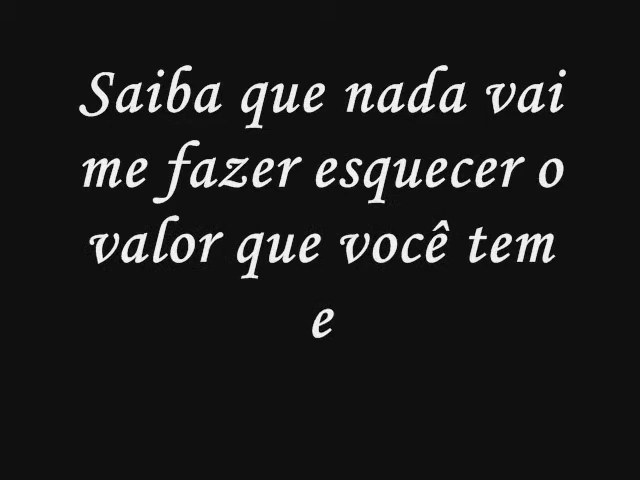 Saiba que nada vai
me fazer esquecer o
valor que você tem
e